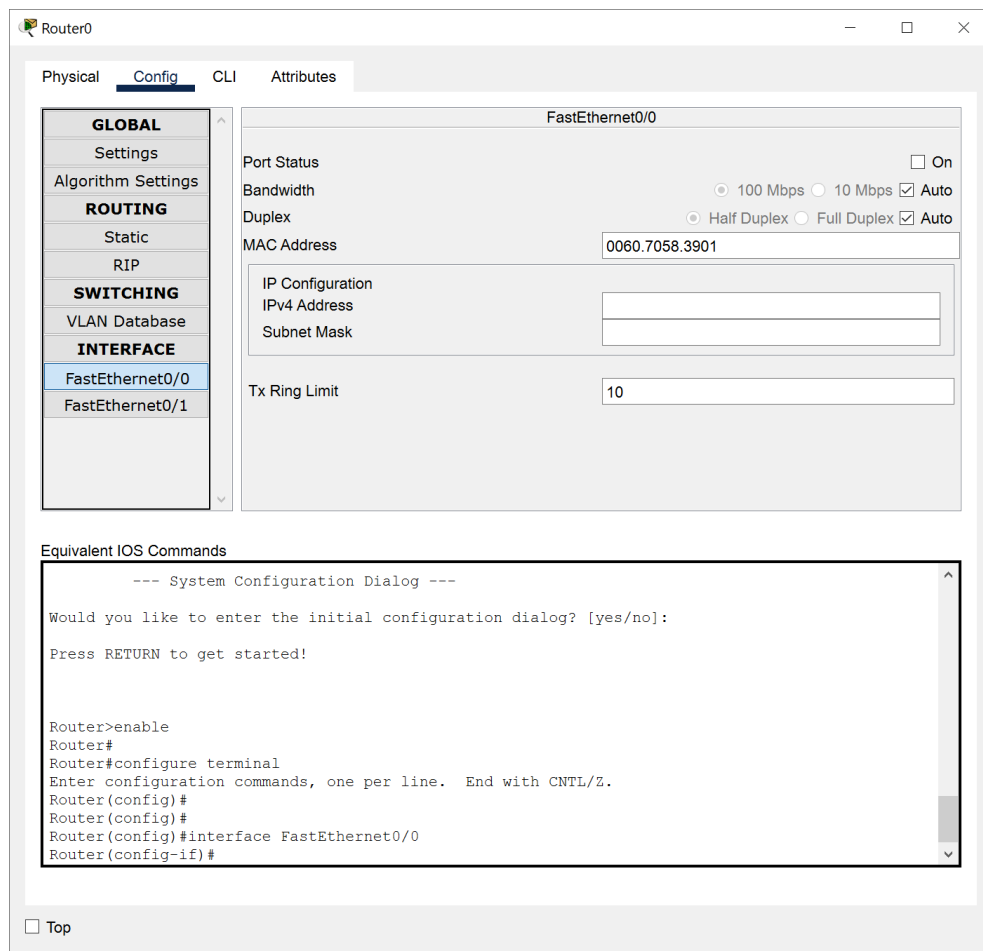 Router0
Physical Config CLI Attributes
GLOBAL
Settings
Algorithm Settings
ROUTING
Static
RIP
SWITCHING
VLAN Database
INTERFACE
FastEthernet0/0
FastEthernet0/1
FastEthernet0/0
Port Status On
Bandwidth 100 Mbps 10 Mbps Auto
Duplex Half Duplex Full Duplex Auto
MAC Address 0060.7058.3901
IP Configuration
IPv4 Address
Subnet Mask
Tx Ring Limit 10
Equivalent IOS Commands
--- System Configuration Dialog ---
Would you like to enter the initial configuration dialog? [yes/no]:
Press RETURN to get started!
Router>enable
Router#
Router#configure terminal
Enter configuration commands, one per line.  End with CNTL/Z.
Router(config)#
Router(config)#
Router(config)#interface FastEthernet0/0
Router(config-if)#
Top